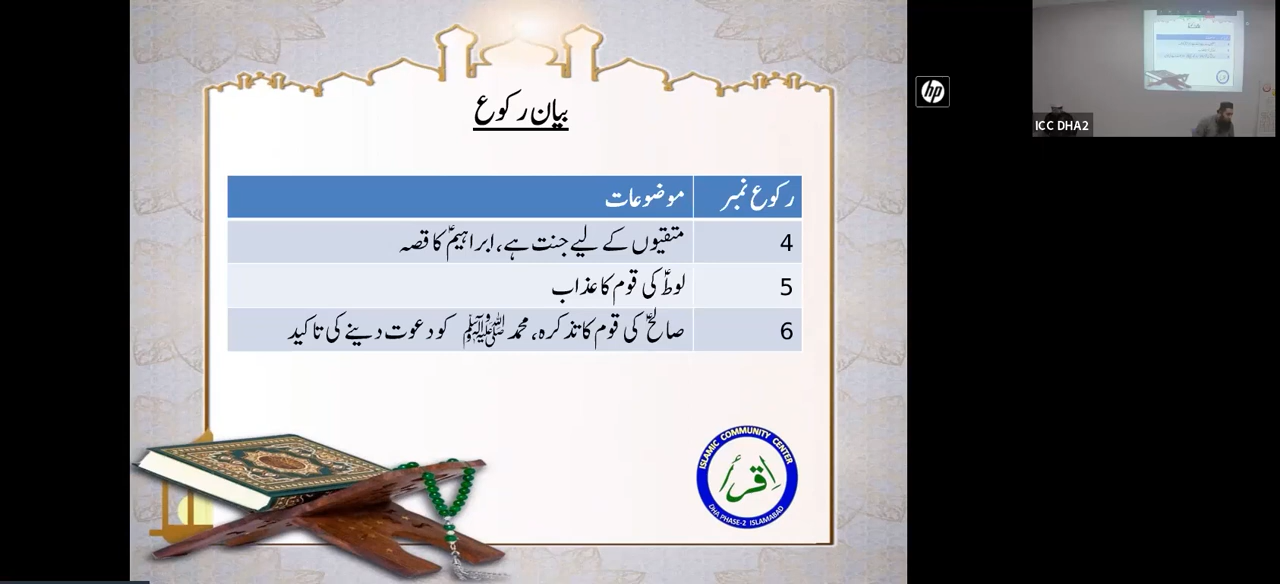 بیان رکوع
رکوع نمبر موضوعات
4 متقیوں کے لیے جنت ہے، ابراہیمؑ کا قصہ
5 لوطؑ کی قوم کا عذاب
6 صالحؑ کی قوم کا تذکرہ، محمد ﷺ کو دعوت دینے کی تاکید
ISLAMIC COMMUNITY CENTER
اِقرأ
DHA PHASE-2 ISLAMABAD
hp
ICC DHA2